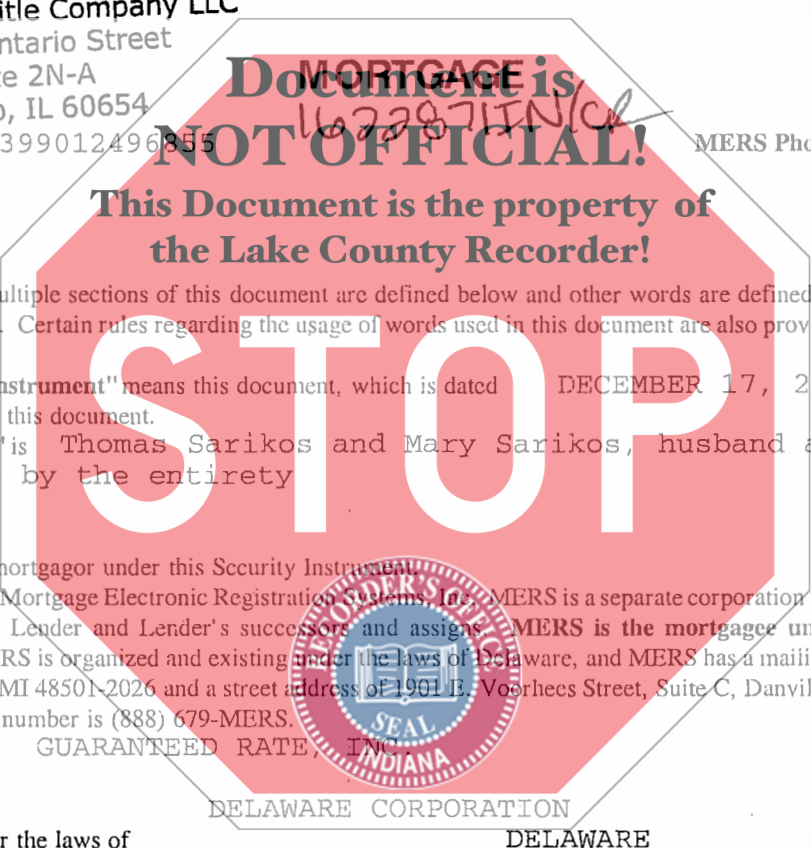 itle Company LLC
ntario Street
te 2N-A
o, IL 60654
399012496855
MORTGAGE
1622871IN/CR
MERS Pho
Document is
NOT OFFICIAL!
This Document is the property of
the Lake County Recorder!
ultiple sections of this document are defined below and other words are defined
. Certain rules regarding the usage of words used in this document are also prov
nstrument" means this document, which is dated DECEMBER 17, 2
this document.
" is Thomas Sarikos and Mary Sarikos, husband a
by the entirety
STOP
nortgagor under this Security Instrument.
Mortgage Electronic Registration Systems, Inc. MERS is a separate corporation
Lender and Lender's successors and assigns. MERS is the mortgagee un
RS is organized and existing under the laws of Delaware, and MERS has a maili
MI 48501-2026 and a street address of 1901 E. Voorhees Street, Suite C, Danvil
number is (888) 679-MERS.
GUARANTEED RATE, INC.
RECORDER'S OFFICE
SEAL
INDIANA
DELAWARE CORPORATION
r the laws of DELAWARE